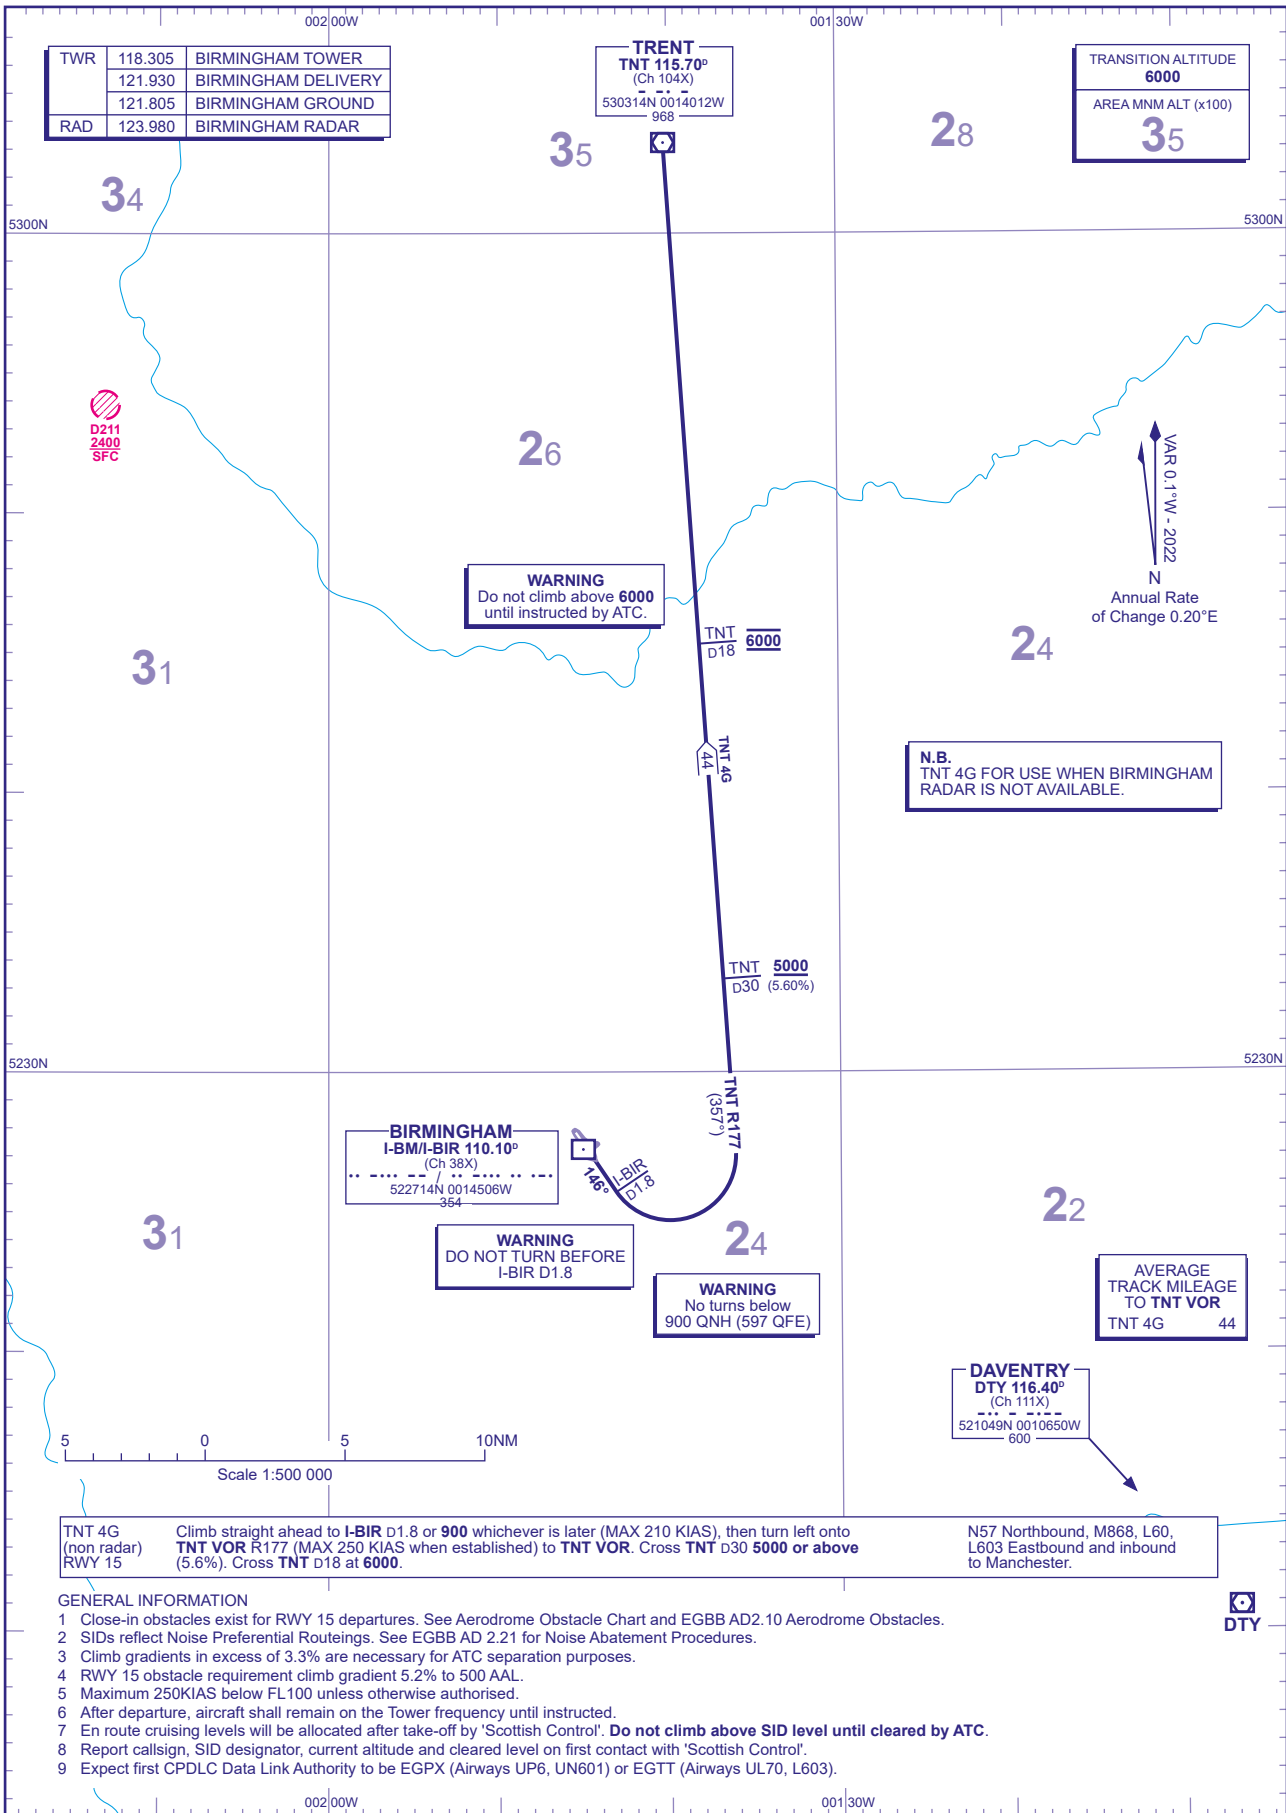 002 00W
001 30W
TWR 118.305 BIRMINGHAM TOWER
121.930 BIRMINGHAM DELIVERY
121.805 BIRMINGHAM GROUND
RAD 123.980 BIRMINGHAM RADAR
TRENT
TNT 115.70ᴰ
(Ch 104X)
530314N 0014012W
968
TRANSITION ALTITUDE
6000
AREA MNM ALT (x100)
35
35
28
34
5300N
5300N
D211
2400
SFC
26
VAR 0.1°W - 2022
N
Annual Rate
of Change 0.20°E
WARNING
Do not climb above 6000
until instructed by ATC.
TNT
D18
6000
31
24
TNT 4G
44
N.B.
TNT 4G FOR USE WHEN BIRMINGHAM
RADAR IS NOT AVAILABLE.
TNT
D30
5000
(5.60%)
5230N
5230N
TNT R177
(357°)
BIRMINGHAM
I-BM/I-BIR 110.10ᴰ
(Ch 38X)
/
522714N 0014506W
354
146°
I-BIR
D1.8
31
24
22
WARNING
DO NOT TURN BEFORE
I-BIR D1.8
WARNING
No turns below
900 QNH (597 QFE)
AVERAGE
TRACK MILEAGE
TO TNT VOR
TNT 4G 44
DAVENTRY
DTY 116.40ᴰ
(Ch 111X)
521049N 0010650W
600
5 0 5 10NM
Scale 1:500 000
TNT 4G
(non radar)
RWY 15
Climb straight ahead to I-BIR D1.8 or 900 whichever is later (MAX 210 KIAS), then turn left onto
TNT VOR R177 (MAX 250 KIAS when established) to TNT VOR. Cross TNT D30 5000 or above
(5.6%). Cross TNT D18 at 6000.
N57 Northbound, M868, L60,
L603 Eastbound and inbound
to Manchester.
GENERAL INFORMATION
1 Close-in obstacles exist for RWY 15 departures. See Aerodrome Obstacle Chart and EGBB AD2.10 Aerodrome Obstacles.
2 SIDs reflect Noise Preferential Routeings. See EGBB AD 2.21 for Noise Abatement Procedures.
3 Climb gradients in excess of 3.3% are necessary for ATC separation purposes.
4 RWY 15 obstacle requirement climb gradient 5.2% to 500 AAL.
5 Maximum 250KIAS below FL100 unless otherwise authorised.
6 After departure, aircraft shall remain on the Tower frequency until instructed.
7 En route cruising levels will be allocated after take-off by 'Scottish Control'. Do not climb above SID level until cleared by ATC.
8 Report callsign, SID designator, current altitude and cleared level on first contact with 'Scottish Control'.
9 Expect first CPDLC Data Link Authority to be EGPX (Airways UP6, UN601) or EGTT (Airways UL70, L603).
DTY
002 00W
001 30W